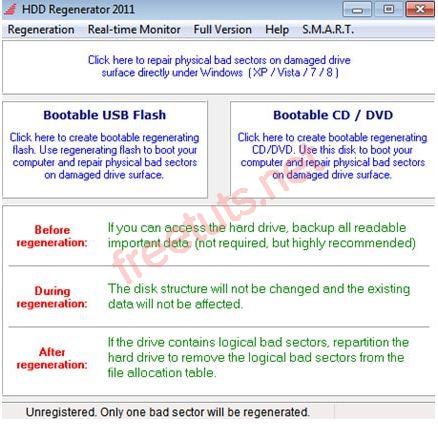 HDD Regenerator 2011
Regeneration Real-time Monitor Full Version Help S.M.A.R.T.
Click here to repair physical bad sectors on damaged drive
surface directly under Windows ( XP / Vista / 7 / 8 )
Bootable USB Flash
Click here to create bootable regenerating
flash. Use regenerating flash to boot your
computer and repair physical bad sectors
on damaged drive surface.
Bootable CD / DVD
Click here to create bootable regenerating
CD/DVD. Use this disk to boot your
computer and repair physical bad sectors
on damaged drive surface.
Before
regeneration:
If you can access the hard drive, backup all readable
important data. (not required, but highly recommended)
During
regeneration:
The disk structure will not be changed and the existing
data will not be affected.
After
regeneration:
If the drive contains logical bad sectors, repartition the
hard drive to remove the logical bad sectors from the
file allocation table.
Unregistered. Only one bad sector will be regenerated.
freetuts.net